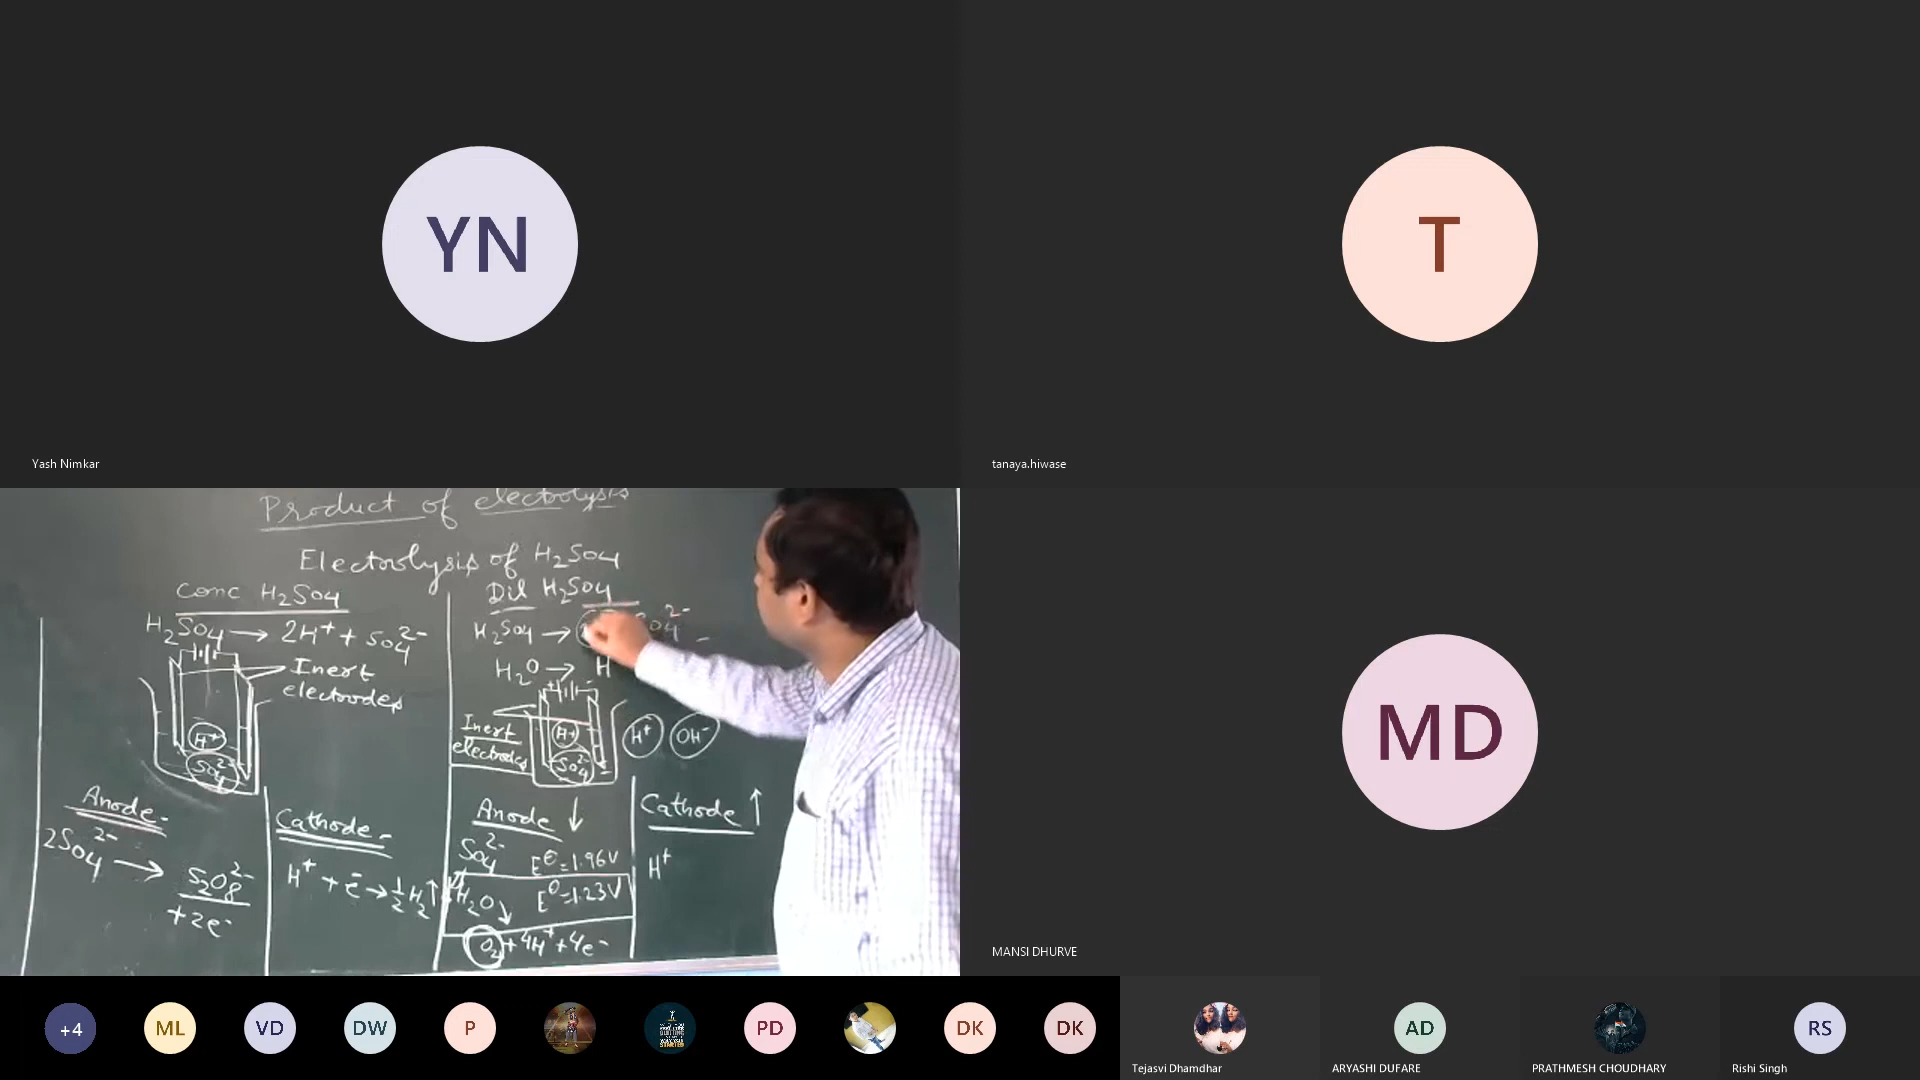 YN
Yash Nimkar
T
tanaya.hiwase
Product of electrolysis
Electrolysis of H2SO4
Conc H2SO4
H2SO4 → 2H+ + SO4 2-
Inert
electrodes
H+
SO4 2-
Anode-
2SO4 2- →
S2O8 2-
+ 2e-
Cathode-
H+ + e- → 1/2 H2 ↑
Dil H2SO4
H2SO4 →
SO4 2-
H2O → H
Inert
electrodes
H+
SO4 2-
H+ OH-
Anode ↓
SO4 2- E⁰=1.96V
H2O E⁰=1.23V
O2 + 4H+ + 4e-
Cathode ↑
H+
MD
MANSI DHURVE
+4 ML VD DW P PD DK DK AD RS
Tejasvi Dhamdhar ARYASHI DUFARE PRATHMESH CHOUDHARY Rishi Singh